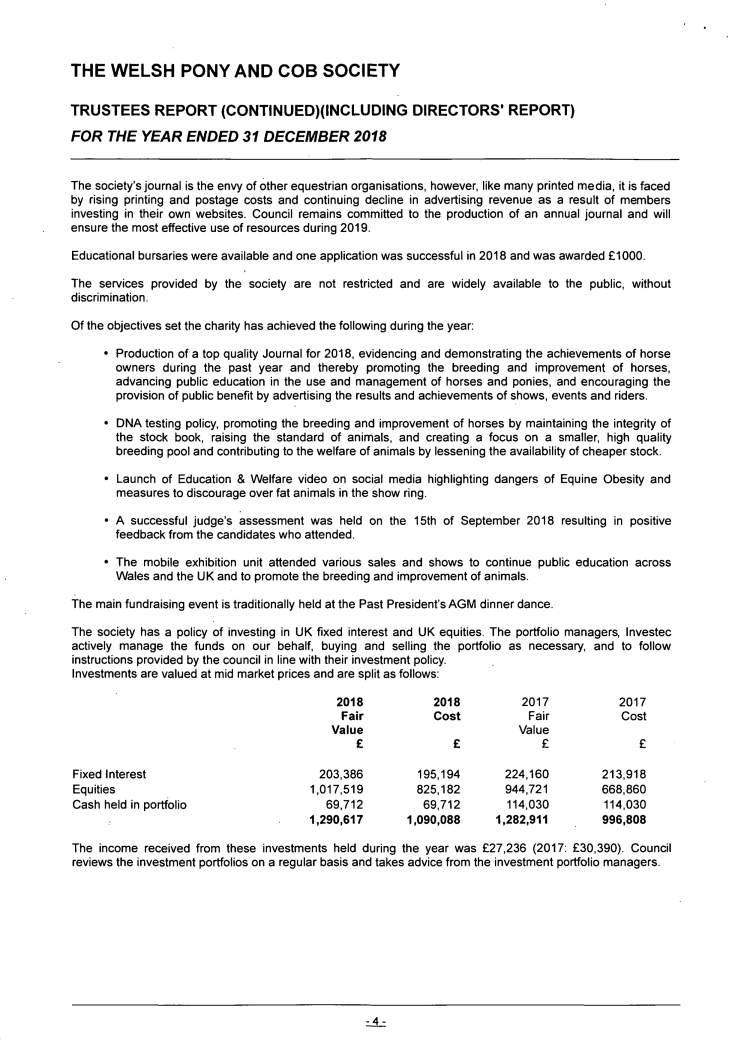 THE WELSH PONY AND COB SOCIETY
TRUSTEES REPORT (CONTINUED)(INCLUDING DIRECTORS' REPORT)
FOR THE YEAR ENDED 31 DECEMBER 2018
The society's journal is the envy of other equestrian organisations, however, like many printed media, it is faced
by rising printing and postage costs and continuing decline in advertising revenue as a result of members
investing in their own websites. Council remains committed to the production of an annual journal and will
ensure the most effective use of resources during 2019.
Educational bursaries were available and one application was successful in 2018 and was awarded £1000.
The services provided by the society are not restricted and are widely available to the public, without
discrimination.
Of the objectives set the charity has achieved the following during the year:
• Production of a top quality Journal for 2018, evidencing and demonstrating the achievements of horse
owners during the past year and thereby promoting the breeding and improvement of horses,
advancing public education in the use and management of horses and ponies, and encouraging the
provision of public benefit by advertising the results and achievements of shows, events and riders.
• DNA testing policy, promoting the breeding and improvement of horses by maintaining the integrity of
the stock book, raising the standard of animals, and creating a focus on a smaller, high quality
breeding pool and contributing to the welfare of animals by lessening the availability of cheaper stock.
• Launch of Education & Welfare video on social media highlighting dangers of Equine Obesity and
measures to discourage over fat animals in the show ring.
• A successful judge's assessment was held on the 15th of September 2018 resulting in positive
feedback from the candidates who attended.
• The mobile exhibition unit attended various sales and shows to continue public education across
Wales and the UK and to promote the breeding and improvement of animals.
The main fundraising event is traditionally held at the Past President's AGM dinner dance.
The society has a policy of investing in UK fixed interest and UK equities. The portfolio managers, Investec
actively manage the funds on our behalf, buying and selling the portfolio as necessary, and to follow
instructions provided by the council in line with their investment policy.
Investments are valued at mid market prices and are split as follows:
2018 2018 2017 2017
Fair Cost Fair Cost
Value Value
£ £ £ £
Fixed Interest 203,386 195,194 224,160 213,918
Equities 1,017,519 825,182 944,721 668,860
Cash held in portfolio 69,712 69,712 114,030 114,030
1,290,617 1,090,088 1,282,911 996,808
The income received from these investments held during the year was £27,236 (2017: £30,390). Council
reviews the investment portfolios on a regular basis and takes advice from the investment portfolio managers.
- 4 -